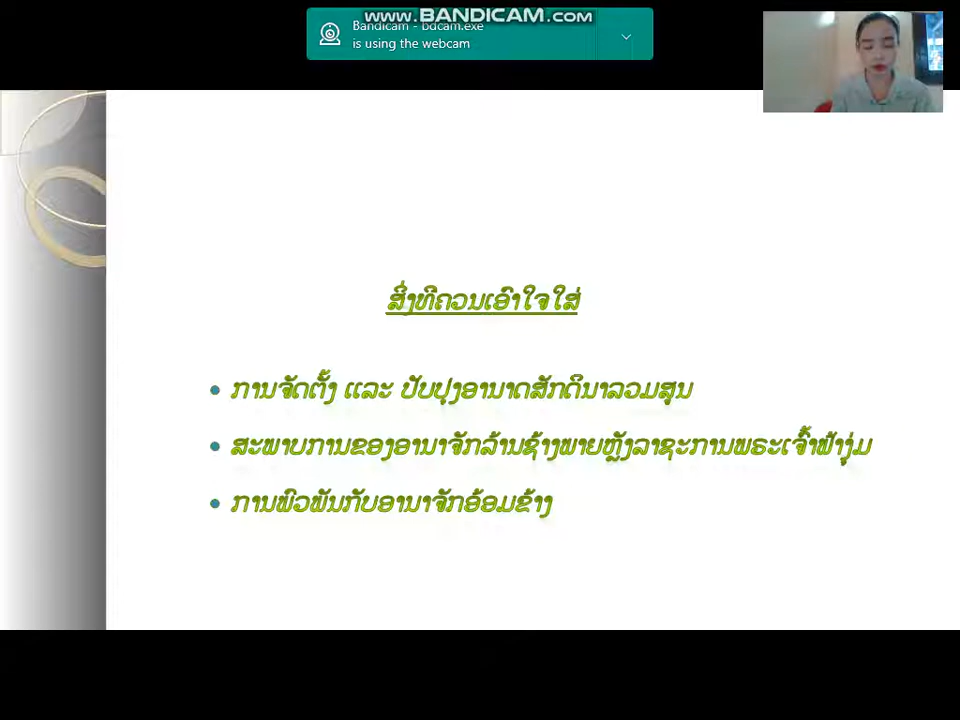 www.BANDICAM.com
Bandicam - bdcam.exe
is using the webcam
ສິ່ງທີຄວນເອົາໃຈໃສ່
ການຈັດຕັ້ງ ແລະ ປັບປຸງອານາດສັກດິນາລວມສູນ
ສະພາບການຂອງອານາຈັກລ້ານຊ້າງພາຍຫຼັງລາຊະການພຣະເຈົ້າຟ້າງຸ່ມ
ການພົວພັນກັບອານາຈັກອ້ອມຂ້າງ